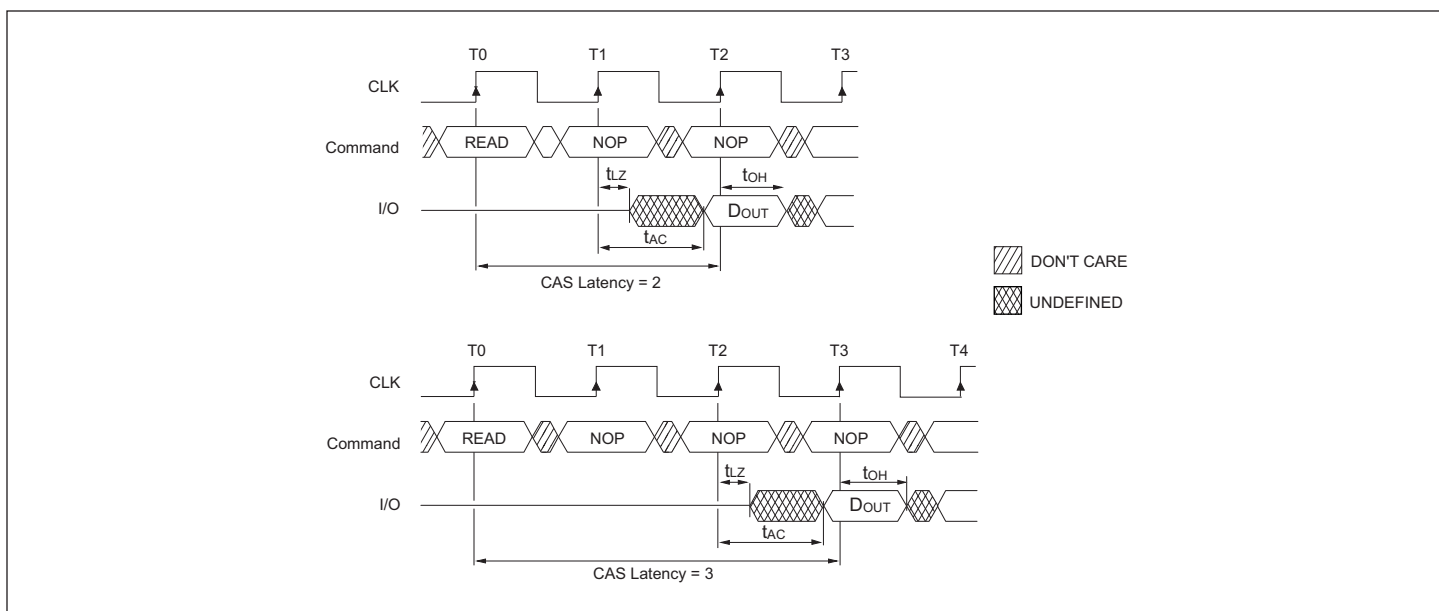 T0 T1 T2 T3
CLK
Command READ NOP NOP
tLZ tOH
I/O DOUT
tAC
CAS Latency = 2
DON'T CARE
UNDEFINED
T0 T1 T2 T3 T4
CLK
Command READ NOP NOP NOP
tLZ tOH
I/O DOUT
tAC
CAS Latency = 3